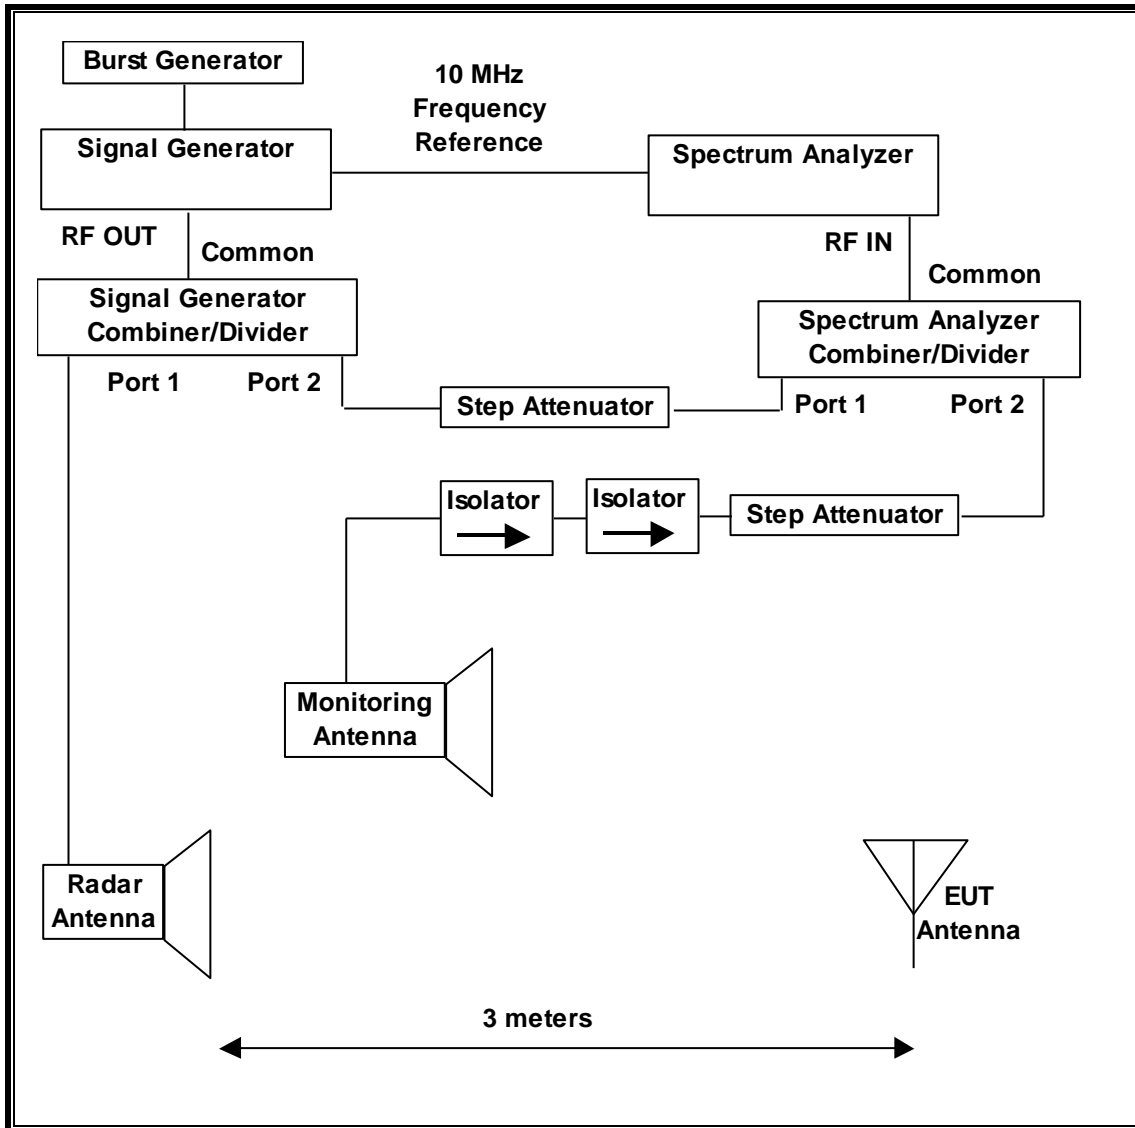 Burst Generator
10 MHz
Frequency
Reference
Signal Generator
Spectrum Analyzer
RF OUT
Common
RF IN
Common
Signal Generator
Combiner/Divider
Spectrum Analyzer
Combiner/Divider
Port 1
Port 2
Step Attenuator
Port 1
Port 2
Isolator
Isolator
Step Attenuator
Monitoring
Antenna
Radar
Antenna
EUT
Antenna
3 meters